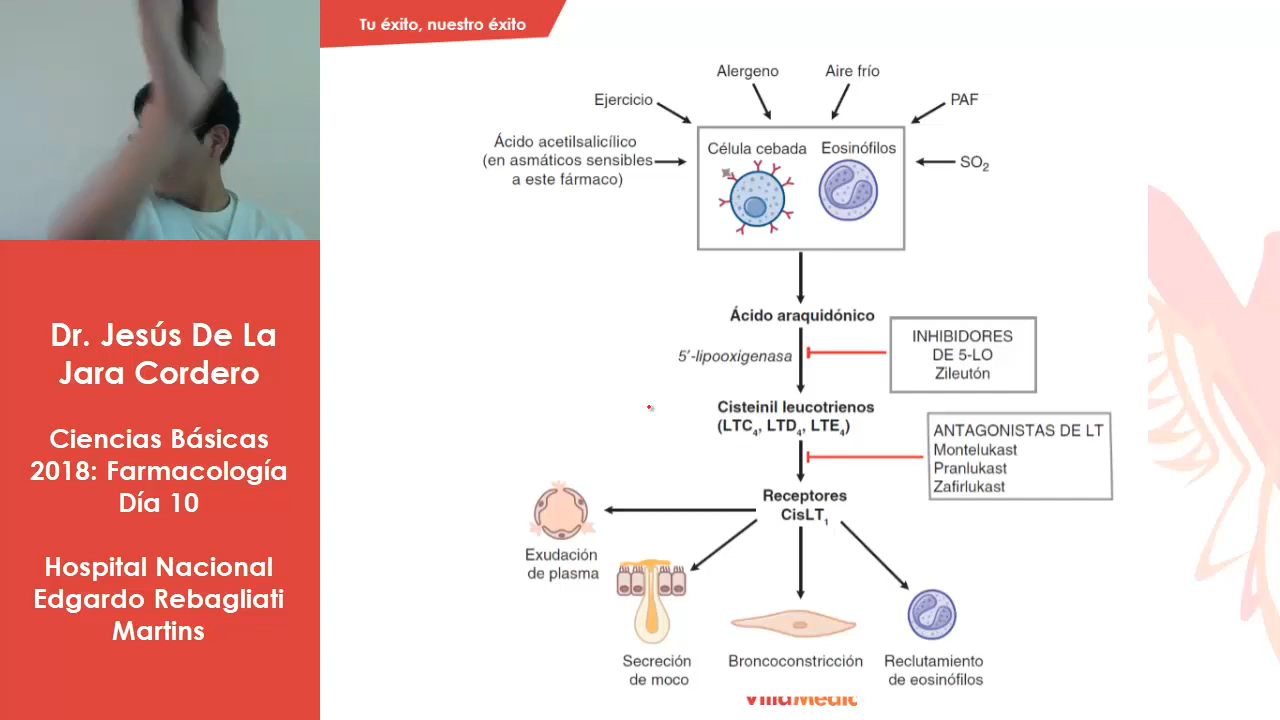 Tu éxito, nuestro éxito
Dr. Jesús De La
Jara Cordero
Ciencias Básicas
2018: Farmacología
Día 10
Hospital Nacional
Edgardo Rebagliati
Martins
Alergeno
Aire frío
Ejercicio
PAF
Ácido acetilsalicílico
(en asmáticos sensibles
a este fármaco)
Célula cebada
Eosinófilos
SO₂
Ácido araquidónico
5′-lipooxigenasa
INHIBIDORES
DE 5-LO
Zileutón
Cisteinil leucotrienos
(LTC₄, LTD₄, LTE₄)
ANTAGONISTAS DE LT
Montelukast
Pranlukast
Zafirlukast
Receptores
CisLT₁
Exudación
de plasma
Secreción
de moco
Broncoconstricción
Reclutamiento
de eosinófilos
VillaMedic